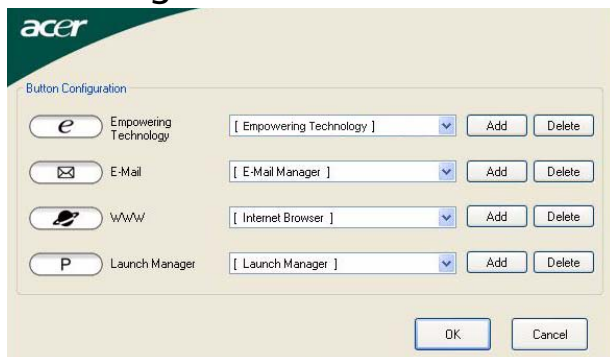 acer
Button Configuration
e Empowering Technology [ Empowering Technology ] Add Delete
E-Mail [ E-Mail Manager ] Add Delete
WWW [ Internet Browser ] Add Delete
P Launch Manager [ Launch Manager ] Add Delete
OK Cancel